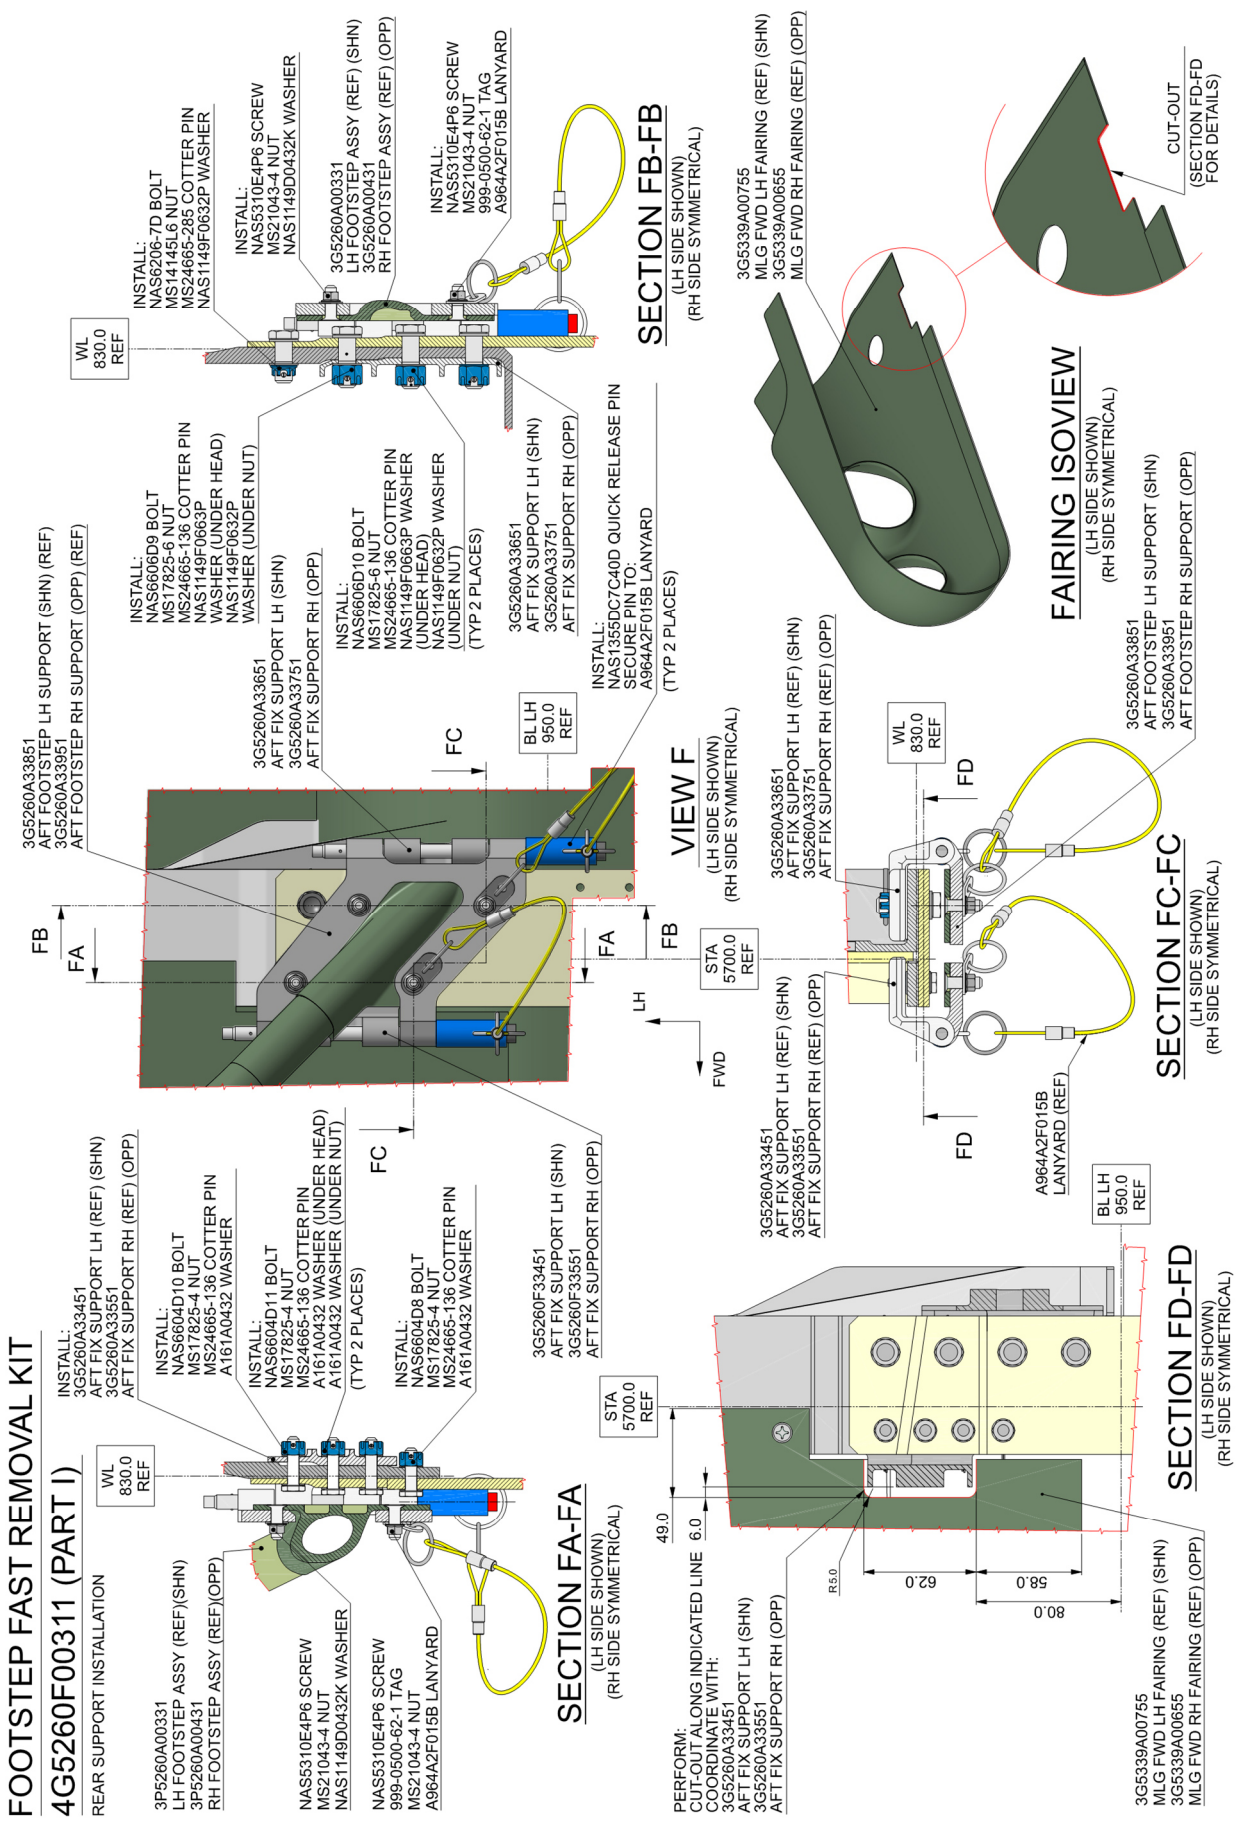 FOOTSTEP FAST REMOVAL KIT
4G5260F00311 (PART I)
REAR SUPPORT INSTALLATION
INSTALL:
3G5260A33451
AFT FIX SUPPORT LH (REF) (SHN)
3G5260A33551
AFT FIX SUPPORT RH (REF) (OPP)
WL
830.0
REF
INSTALL:
NAS6604D10 BOLT
MS17825-4 NUT
MS24665-136 COTTER PIN
A161A0432 WASHER
INSTALL:
NAS6604D11 BOLT
MS17825-4 NUT
MS24665-136 COTTER PIN
A161A0432 WASHER (UNDER HEAD)
A161A0432 WASHER (UNDER NUT)
(TYP 2 PLACES)
INSTALL:
NAS6604D8 BOLT
MS17825-4 NUT
MS24665-136 COTTER PIN
A161A0432 WASHER
3P5260A00331
LH FOOTSTEP ASSY (REF)(SHN)
3P5260A00431
RH FOOTSTEP ASSY (REF)(OPP)
NAS5310E4P6 SCREW
MS21043-4 NUT
NAS1149D0432K WASHER
NAS5310E4P6 SCREW
999-0500-62-1 TAG
MS21043-4 NUT
A964A2F015B LANYARD
SECTION FA-FA
(LH SIDE SHOWN)
(RH SIDE SYMMETRICAL)
3G5260A33851
AFT FOOTSTEP LH SUPPORT (SHN) (REF)
3G5260A33951
AFT FOOTSTEP RH SUPPORT (OPP) (REF)
3G5260A33651
AFT FIX SUPPORT LH (SHN)
3G5260A33751
AFT FIX SUPPORT RH (OPP)
FB
FA
FC
FC
FA
FB
BL LH
950.0
REF
INSTALL:
NAS1355DC7C40D QUICK RELEASE PIN
SECURE PIN TO:
A964A2F015B LANYARD
(TYP 2 PLACES)
3G5260F33451
AFT FIX SUPPORT LH (SHN)
3G5260F33551
AFT FIX SUPPORT RH (OPP)
LH
FWD
VIEW F
(LH SIDE SHOWN)
(RH SIDE SYMMETRICAL)
INSTALL:
NAS6206-7D BOLT
MS14145L6 NUT
MS24665-285 COTTER PIN
NAS1149F0632P WASHER
WL
830.0
REF
INSTALL:
NAS5310E4P6 SCREW
MS21043-4 NUT
NAS1149D0432K WASHER
3G5260A00331
LH FOOTSTEP ASSY (REF) (SHN)
3G5260A00431
RH FOOTSTEP ASSY (REF) (OPP)
INSTALL:
NAS5310E4P6 SCREW
MS21043-4 NUT
999-0500-62-1 TAG
A964A2F015B LANYARD
INSTALL:
NAS6606D9 BOLT
MS17825-6 NUT
MS24665-136 COTTER PIN
NAS1149F0663P
WASHER (UNDER HEAD)
NAS1149F0632P
WASHER (UNDER NUT)
INSTALL:
NAS6606D10 BOLT
MS17825-6 NUT
MS24665-136 COTTER PIN
NAS1149F0663P WASHER
(UNDER HEAD)
NAS1149F0632P WASHER
(UNDER NUT)
(TYP 2 PLACES)
3G5260A33651
AFT FIX SUPPORT LH (SHN)
3G5260A33751
AFT FIX SUPPORT RH (OPP)
SECTION FB-FB
(LH SIDE SHOWN)
(RH SIDE SYMMETRICAL)
PERFORM:
CUT-OUT ALONG INDICATED LINE
COORDINATE WITH:
3G5260A33451
AFT FIX SUPPORT LH (SHN)
3G5260A33551
AFT FIX SUPPORT RH (OPP)
STA
5700.0
REF
49.0
6.0
R5.0
62.0
58.0
80.0
BL LH
950.0
REF
3G5339A00755
MLG FWD LH FAIRING (REF) (SHN)
3G5339A00655
MLG FWD RH FAIRING (REF) (OPP)
SECTION FD-FD
(LH SIDE SHOWN)
(RH SIDE SYMMETRICAL)
STA
5700.0
REF
3G5260A33451
AFT FIX SUPPORT LH (REF) (SHN)
3G5260A33551
AFT FIX SUPPORT RH (REF) (OPP)
3G5260A33651
AFT FIX SUPPORT LH (REF) (SHN)
3G5260A33751
AFT FIX SUPPORT RH (REF) (OPP)
WL
830.0
REF
FD
FD
A964A2F015B
LANYARD (REF)
3G5260A33851
AFT FOOTSTEP LH SUPPORT (SHN)
3G5260A33951
AFT FOOTSTEP RH SUPPORT (OPP)
SECTION FC-FC
(LH SIDE SHOWN)
(RH SIDE SYMMETRICAL)
3G5339A00755
MLG FWD LH FAIRING (REF) (SHN)
3G5339A00655
MLG FWD RH FAIRING (REF) (OPP)
CUT-OUT
(SECTION FD-FD
FOR DETAILS)
FAIRING ISOVIEW
(LH SIDE SHOWN)
(RH SIDE SYMMETRICAL)